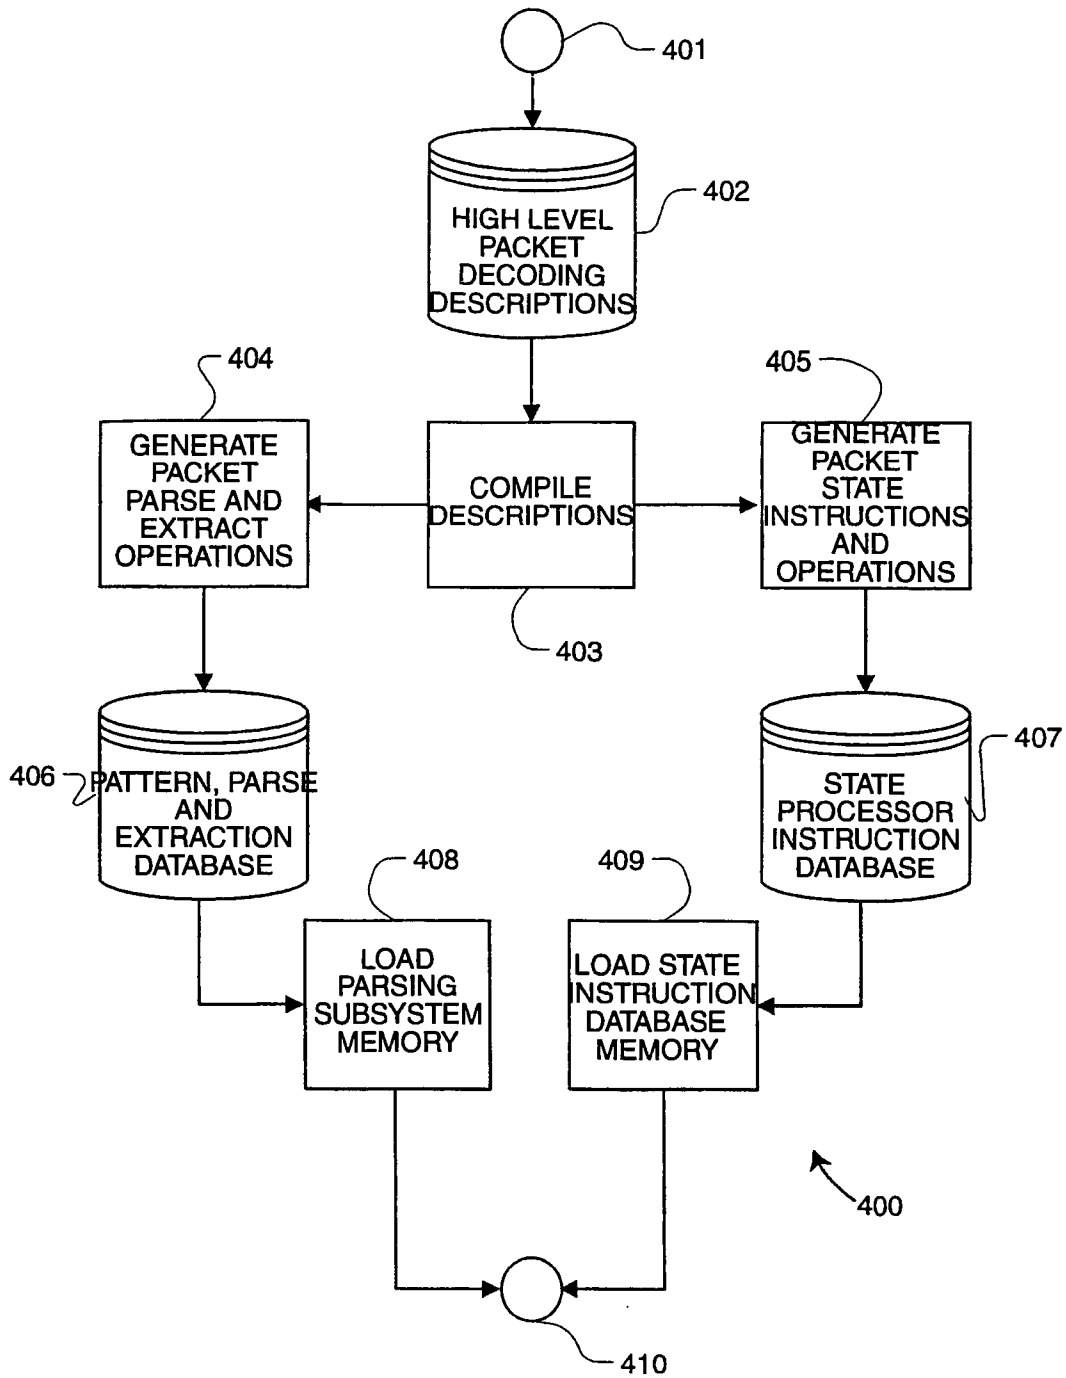 401
402
HIGH LEVEL
PACKET
DECODING
DESCRIPTIONS
404
405
GENERATE
PACKET
PARSE AND
EXTRACT
OPERATIONS
COMPILE
DESCRIPTIONS
GENERATE
PACKET
STATE
INSTRUCTIONS
AND
OPERATIONS
403
406
PATTERN, PARSE
AND
EXTRACTION
DATABASE
407
STATE
PROCESSOR
INSTRUCTION
DATABASE
408
409
LOAD
PARSING
SUBSYSTEM
MEMORY
LOAD STATE
INSTRUCTION
DATABASE
MEMORY
400
410